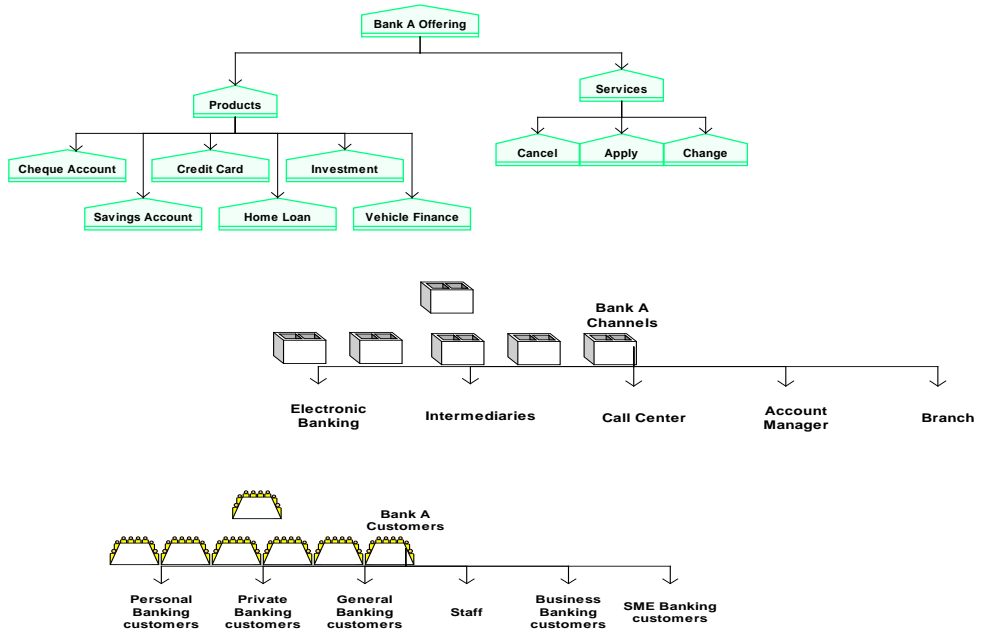 Bank A Offering
Products
Services
Cheque Account
Credit Card
Investment
Cancel
Apply
Change
Savings Account
Home Loan
Vehicle Finance
Bank A
Channels
Electronic
Banking
Intermediaries
Call Center
Account
Manager
Branch
Bank A
Customers
Personal
Banking
customers
Private
Banking
customers
General
Banking
customers
Staff
Business
Banking
customers
SME Banking
customers